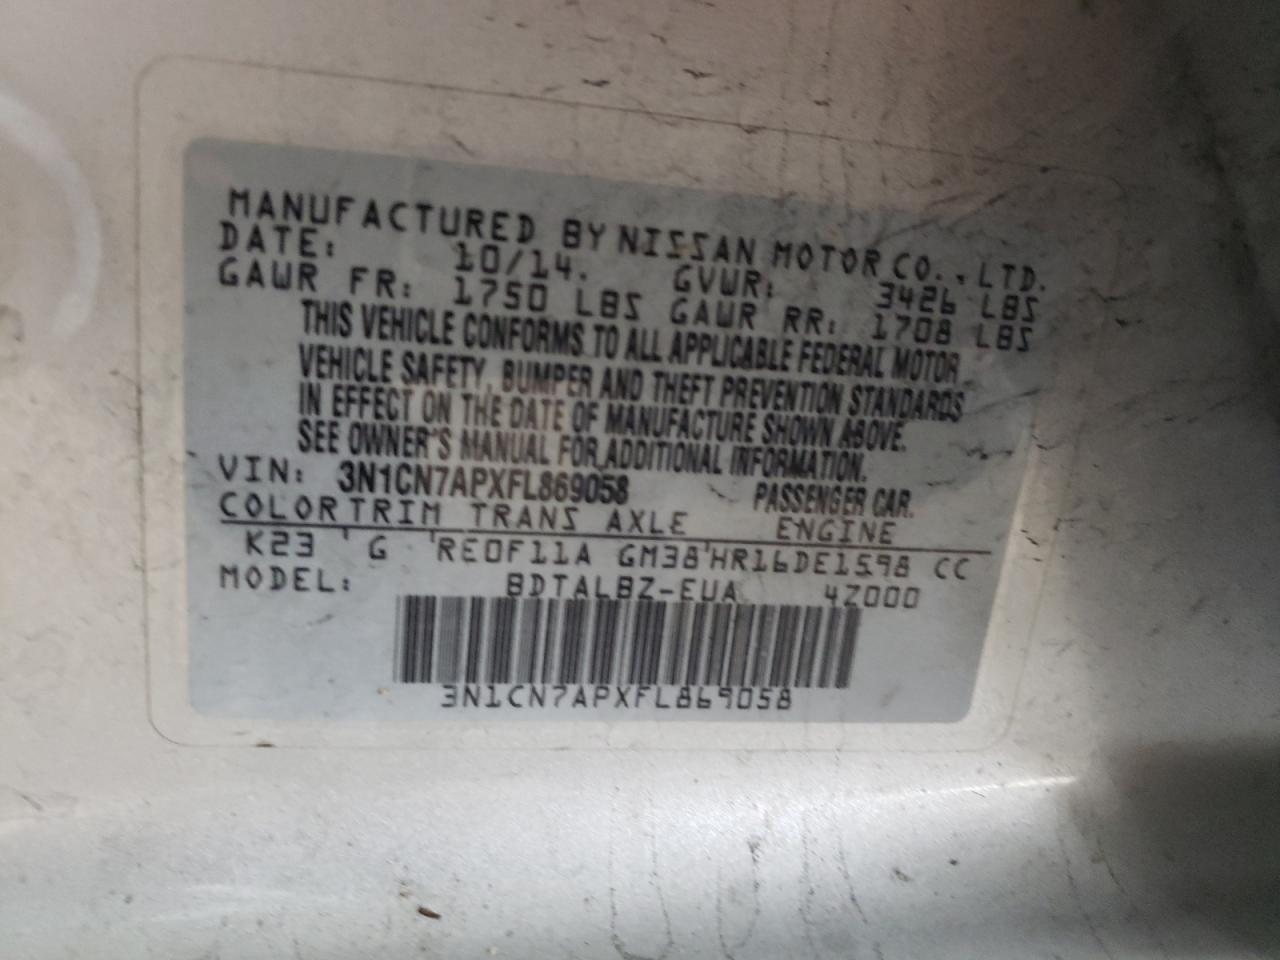 MANUFACTURED BY NISSAN MOTOR CO., LTD.
DATE: 10/14. GVWR: 3426 LBS
GAWR FR: 1750 LBS GAWR RR: 1708 LBS
THIS VEHICLE CONFORMS TO ALL APPLICABLE FEDERAL MOTOR
VEHICLE SAFETY, BUMPER AND THEFT PREVENTION STANDARDS
IN EFFECT ON THE DATE OF MANUFACTURE SHOWN ABOVE.
SEE OWNER'S MANUAL FOR ADDITIONAL INFORMATION.
VIN: 3N1CN7APXFL869058 PASSENGER CAR.
COLOR TRIM TRANS AXLE ENGINE
K23 ' G 'RE0F11A GM38'HR16DE1598 CC
MODEL: BDTALBZ-EUA 4Z000
3N1CN7APXFL869058